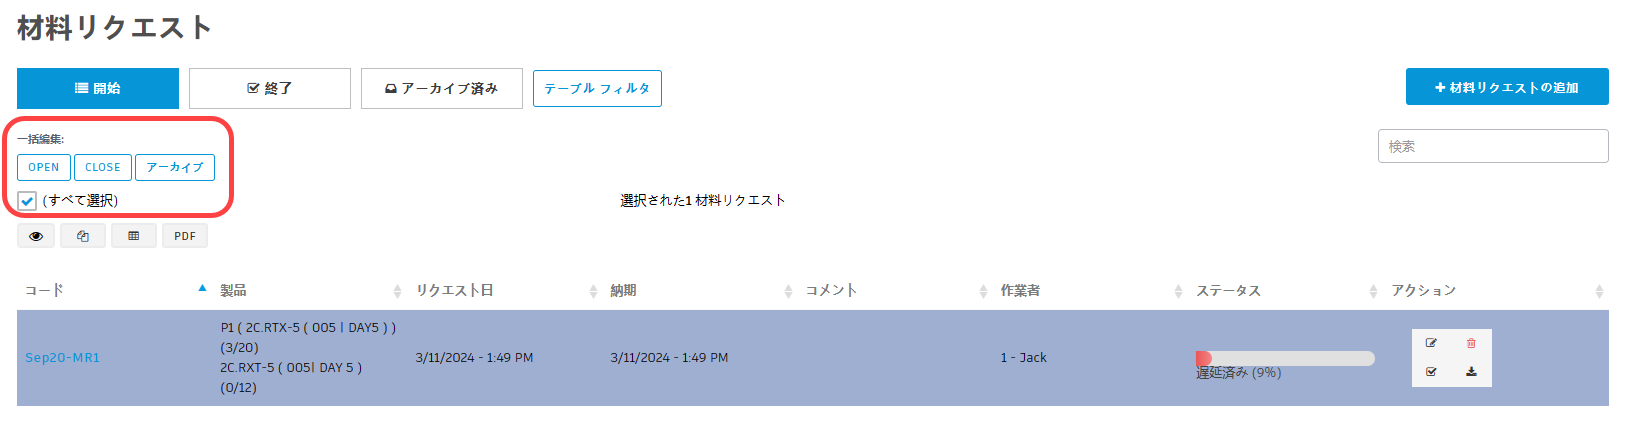 材料リクエスト
開始
終了
アーカイブ済み
テーブル フィルタ
材料リクエストの追加
一括編集:
検索
OPEN
CLOSE
アーカイブ
(すべて選択)
選択された1 材料リクエスト
PDF
コード
製品
リクエスト日
納期
コメント
作業者
ステータス
アクション
Sep20-MR1
P1 ( 2C.RTX-5 ( 005 | DAY5 ) )
(3/20)
2C.RXT-5 ( 005| DAY 5 )
(0/12)
3/11/2024 - 1:49 PM
3/11/2024 - 1:49 PM
1 - Jack
遅延済み (9%)